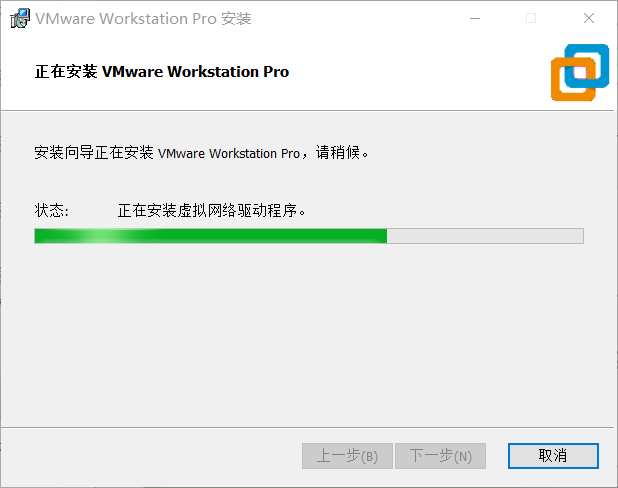 VMware Workstation Pro 安装
正在安装 VMware Workstation Pro
安装向导正在安装 VMware Workstation Pro，请稍候。
状态: 正在安装虚拟网络驱动程序。
上一步(B) 下一步(N) 取消